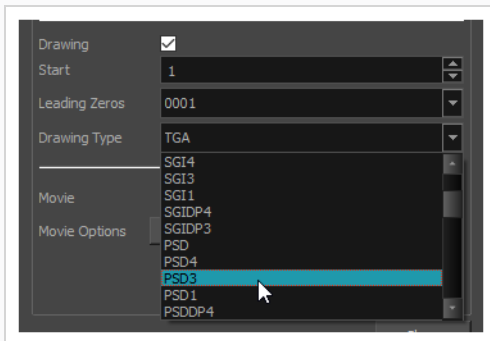 Drawing
Start 1
Leading Zeros 0001
Drawing Type TGA
SGI4
SGI3
SGI1
Movie
SGIDP4
SGIDP3
Movie Options
PSD
PSD4
PSD3
PSD1
PSDDP4